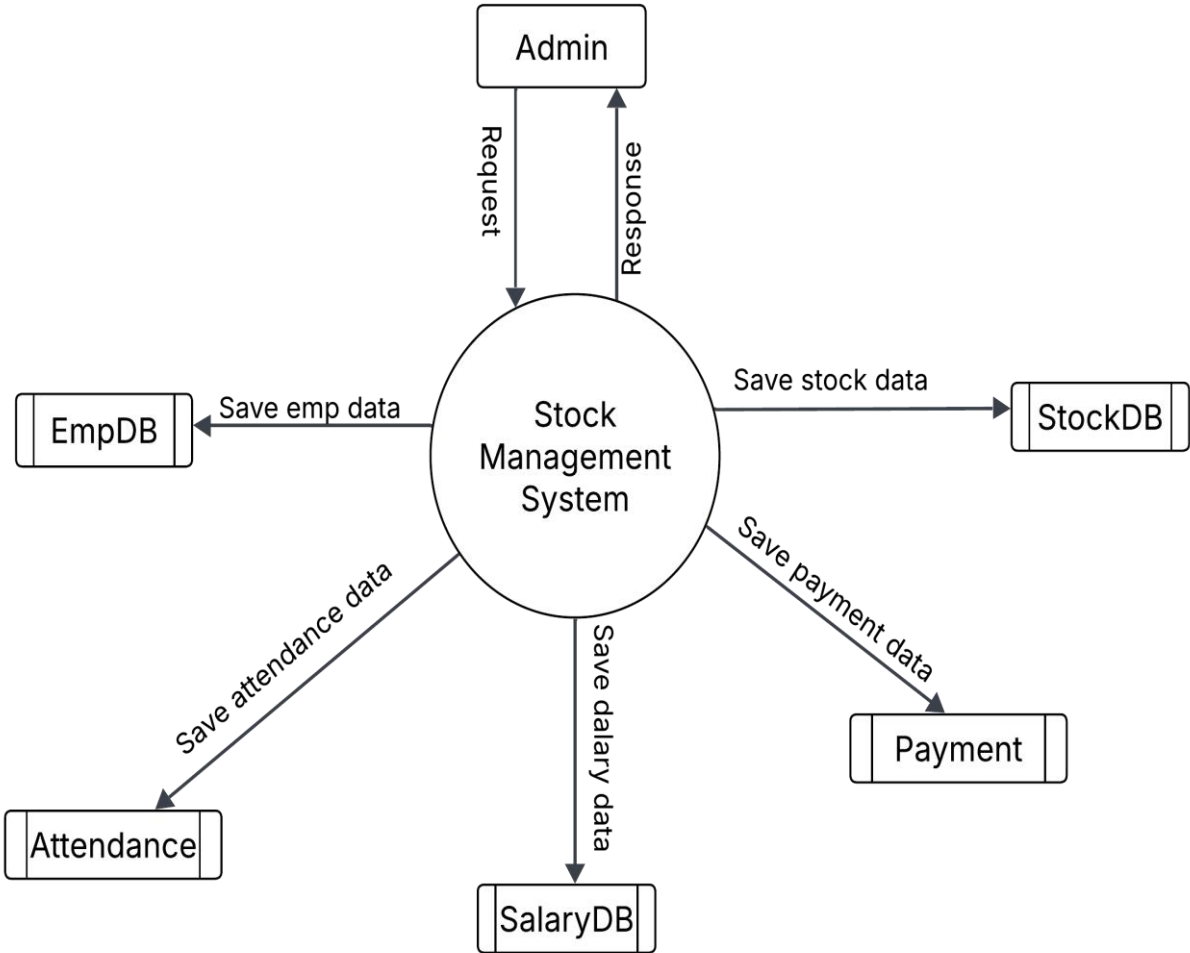 Admin
Request
Response
Stock
Management
System
Save emp data
EmpDB
Save stock data
StockDB
Save attendance data
Attendance
Save dalary data
SalaryDB
Save payment data
Payment